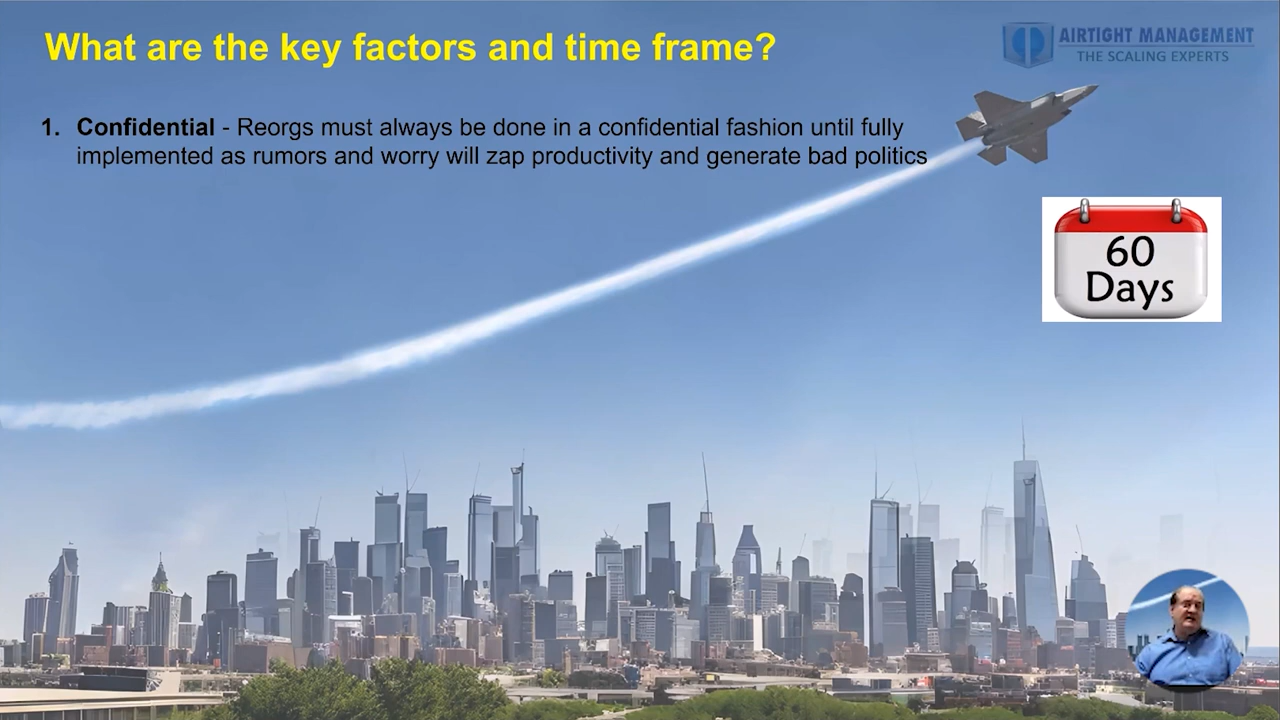 What are the key factors and time frame?
AIRTIGHT MANAGEMENT
THE SCALING EXPERTS
1. Confidential - Reorgs must always be done in a confidential fashion until fully
implemented as rumors and worry will zap productivity and generate bad politics
60
Days